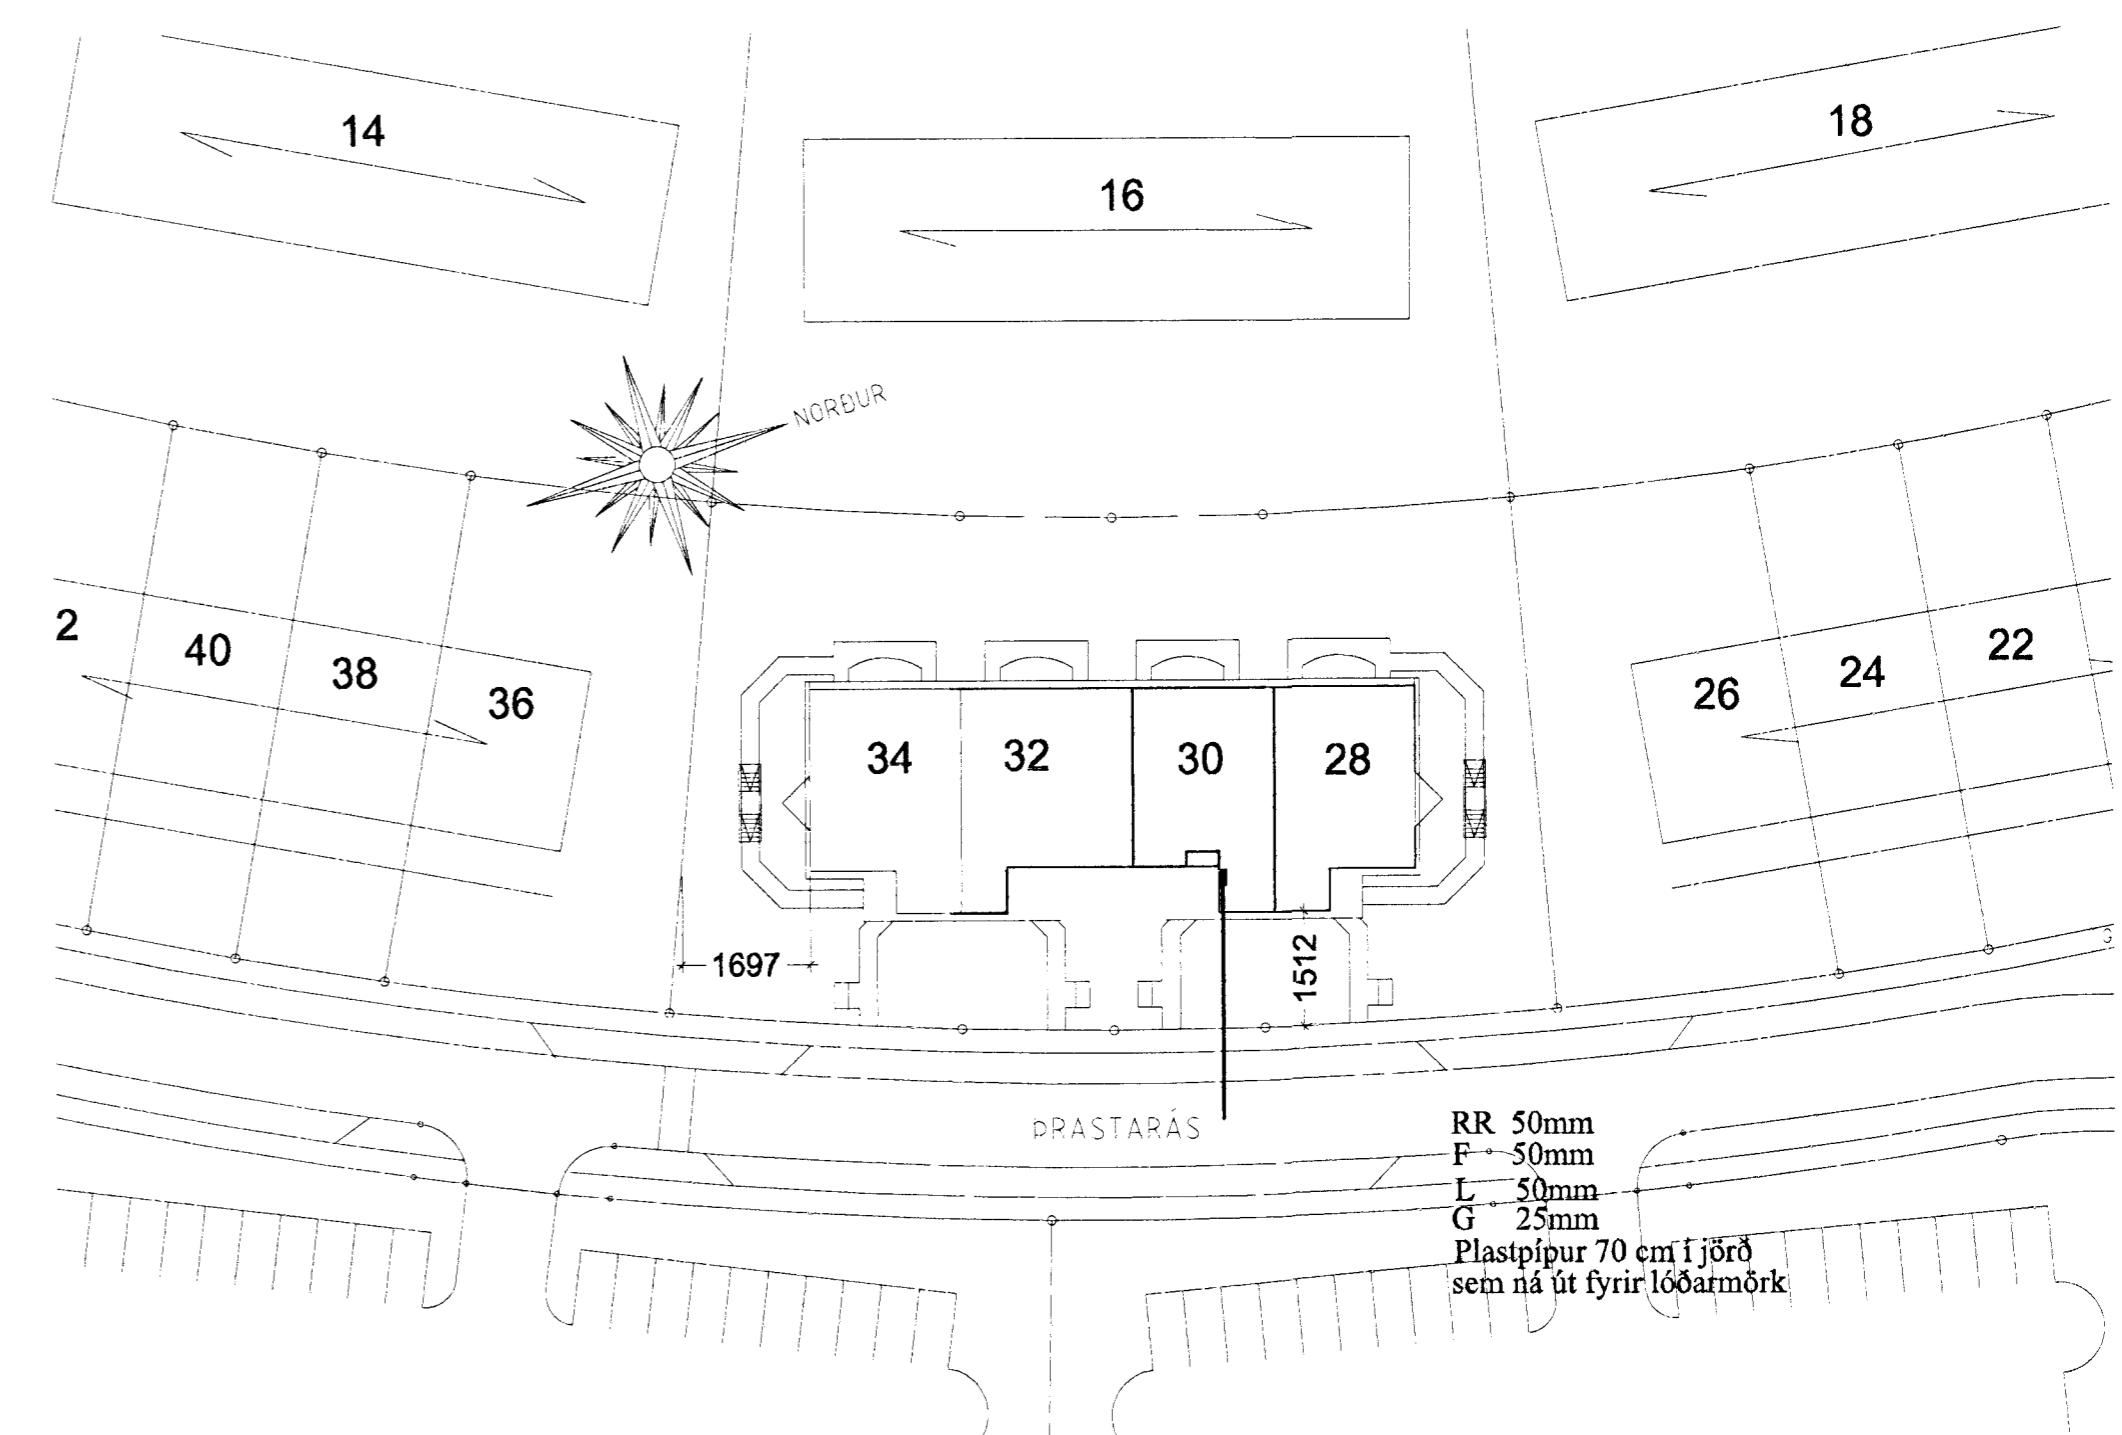 14
16
18
NORÐUR
2
40
38
36
34
32
30
28
26
24
22
1697
1512
ÞRASTARÁS
RR 50mm
F 50mm
L 50mm
G 25mm
Plastpípur 70 cm í jörð
sem ná út fyrir lóðarmörk